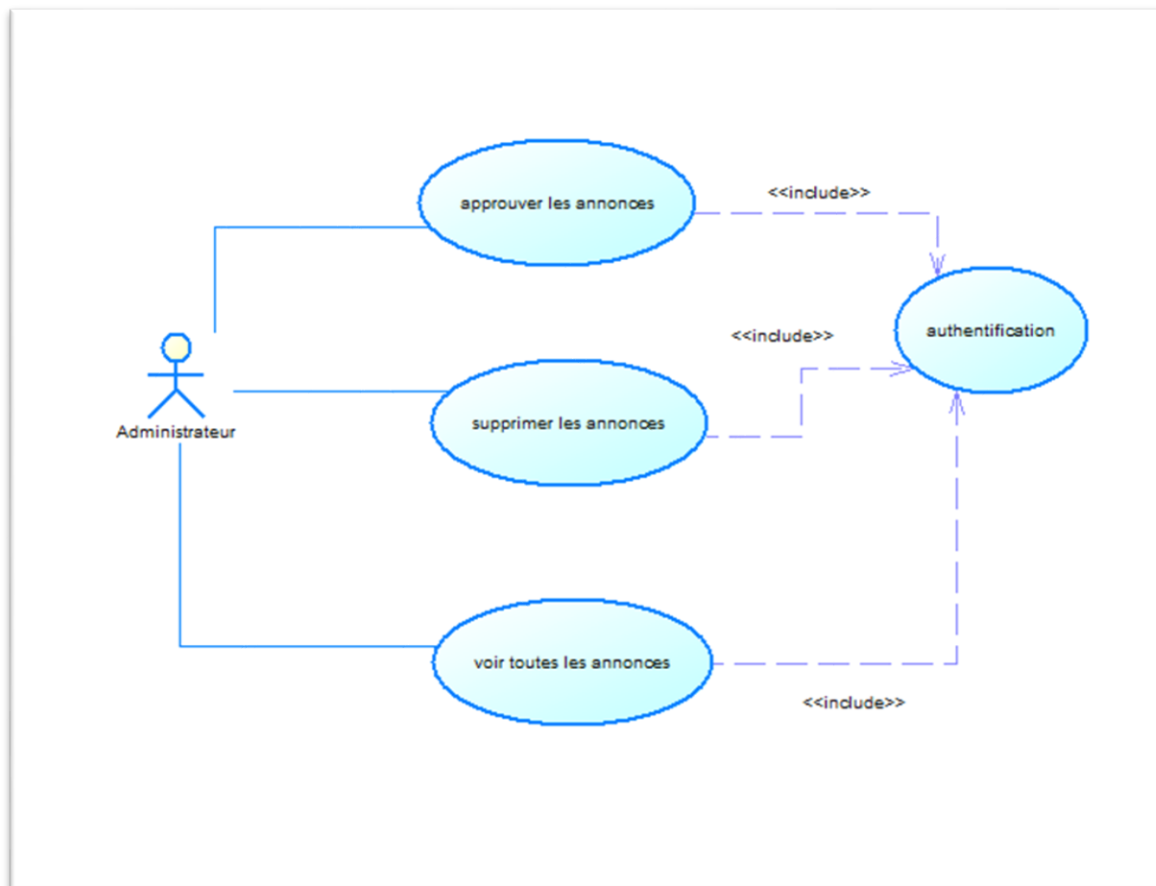 approuver les annonces
<<include>>
authentification
<<include>>
supprimer les annonces
Administrateur
voir toutes les annonces
<<include>>